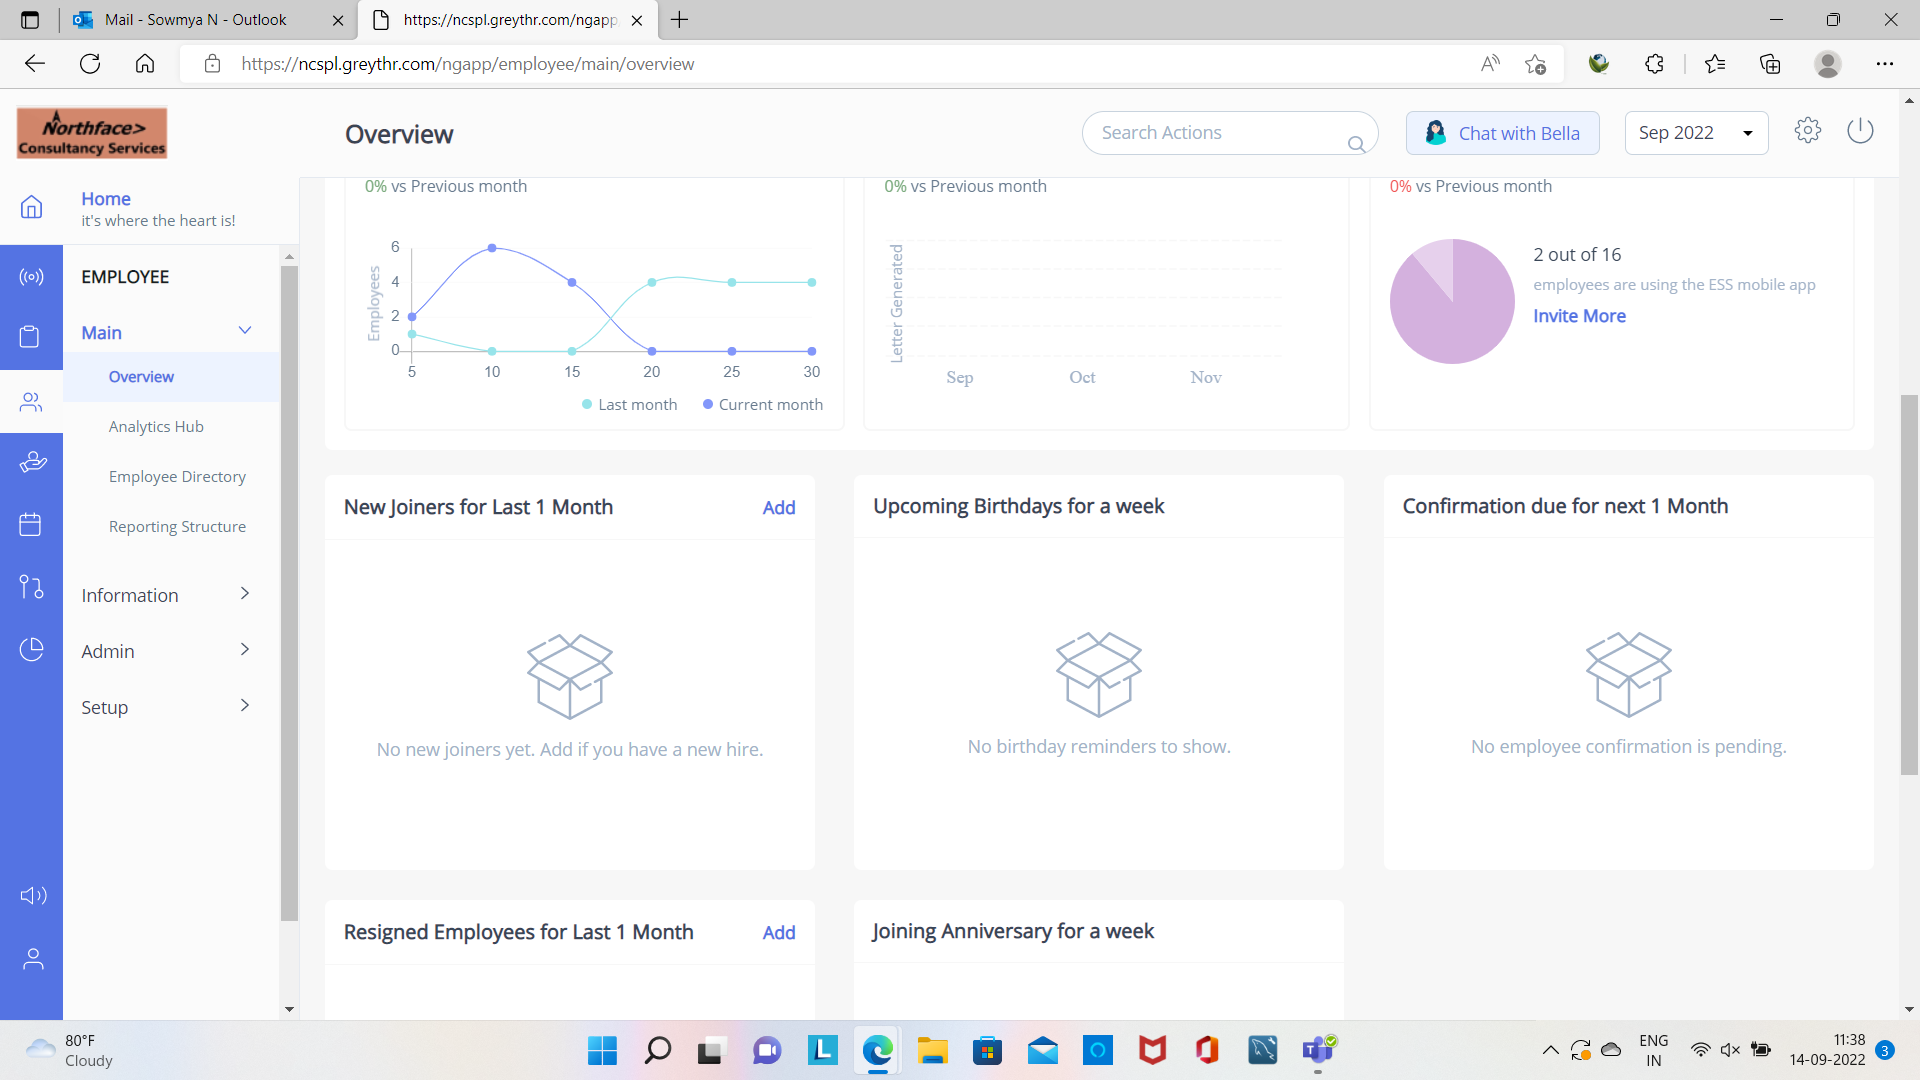 Mail - Sowmya N - Outlook
https://ncspl.greythr.com/ngapp
https://ncspl.greythr.com/ngapp/employee/main/overview
Northface>
Consultancy Services
Overview
Search Actions
Chat with Bella
Sep 2022
Home
it's where the heart is!
EMPLOYEE
Main
Overview
Analytics Hub
Employee Directory
Reporting Structure
Information
Admin
Setup
0% vs Previous month
Employees
6
4
2
0
5 10 15 20 25 30
Last month Current month
0% vs Previous month
Letter Generated
Sep Oct Nov
0% vs Previous month
2 out of 16
employees are using the ESS mobile app
Invite More
New Joiners for Last 1 Month Add
No new joiners yet. Add if you have a new hire.
Upcoming Birthdays for a week
No birthday reminders to show.
Confirmation due for next 1 Month
No employee confirmation is pending.
Resigned Employees for Last 1 Month Add
Joining Anniversary for a week
80°F
Cloudy
L
ENG
IN
11:38
14-09-2022
3